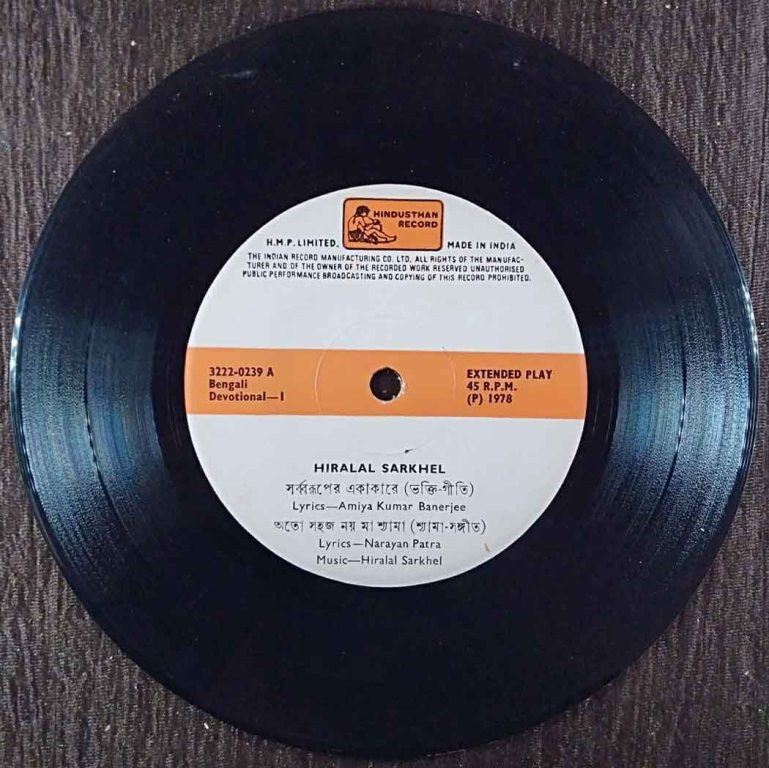 HINDUSTHAN
RECORD
H.M.P. LIMITED.
MADE IN INDIA
THE INDIAN RECORD MANUFACTURING CO. LTD. ALL RIGHTS OF THE MANUFAC-
TURER AND OF THE OWNER OF THE RECORDED WORK RESERVED UNAUTHORISED
PUBLIC PERFORMANCE BROADCASTING AND COPYING OF THIS RECORD PROHIBITED.
3222-0239 A
Bengali
Devotional—I
EXTENDED PLAY
45 R.P.M.
(P) 1978
HIRALAL SARKHEL
সর্ব্বরূপের একাকারে (ভক্তি-গীতি)
Lyrics—Amiya Kumar Banerjee
অতো সহজ নয় মা শ্যামা (শ্যামা-সঙ্গীত)
Lyrics—Narayan Patra
Music—Hiralal Sarkhel